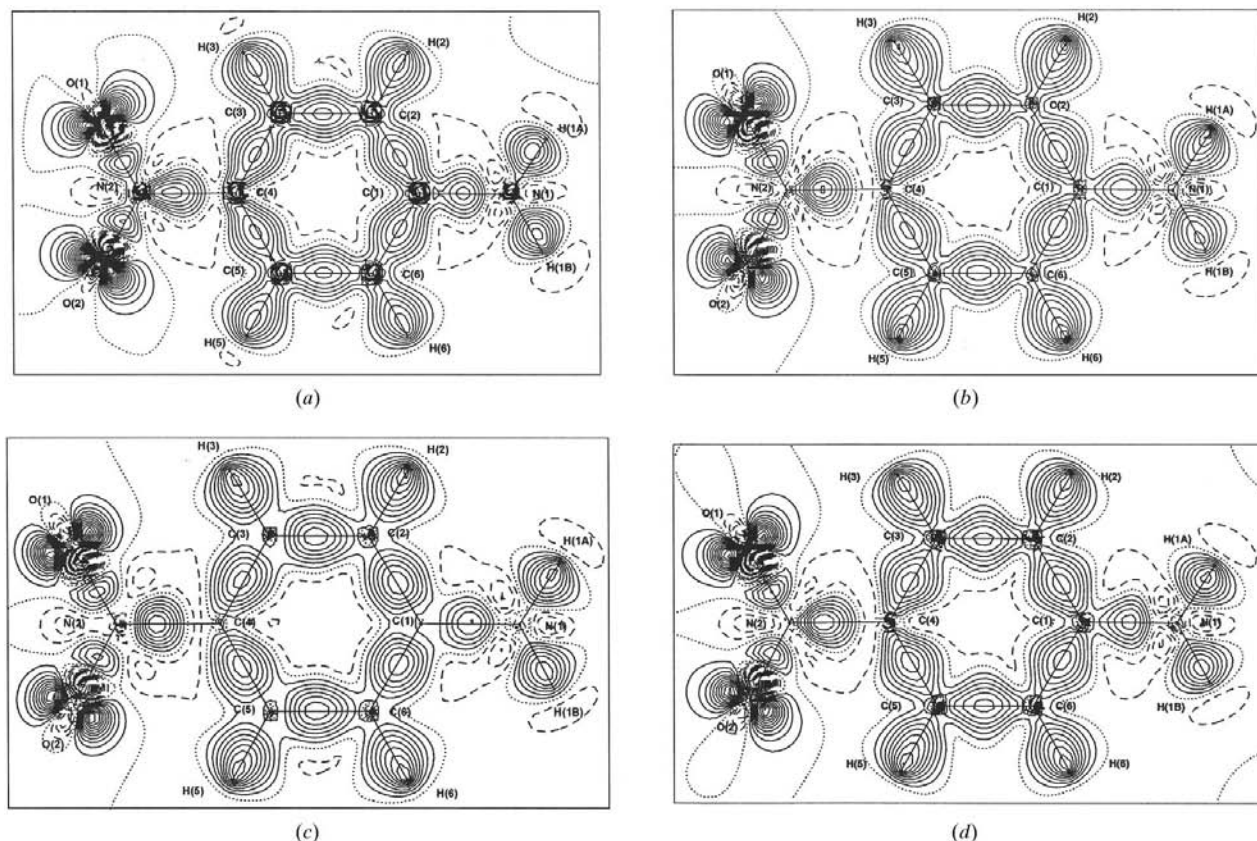 H(3) H(2)
O(1)
C(3) C(2) H(1A)
N(2) C(4) C(1) N(1)
C(5) C(6) H(1B)
O(2)
H(5) H(6)
(a)
H(3) H(2)
O(1)
C(3) C(2) H(1A)
N(2) C(4) C(1) N(1)
C(5) C(6) H(1B)
O(2)
H(5) H(6)
(b)
H(3) H(2)
O(1)
C(3) C(2) H(1A)
N(2) C(4) C(1) N(1)
C(5) C(6) H(1B)
O(2)
H(5) H(6)
(c)
H(3) H(2)
O(1)
C(3) C(2) H(1A)
N(2) C(4) C(1) N(1)
C(5) C(6) H(1B)
O(2)
H(5) H(6)
(d)